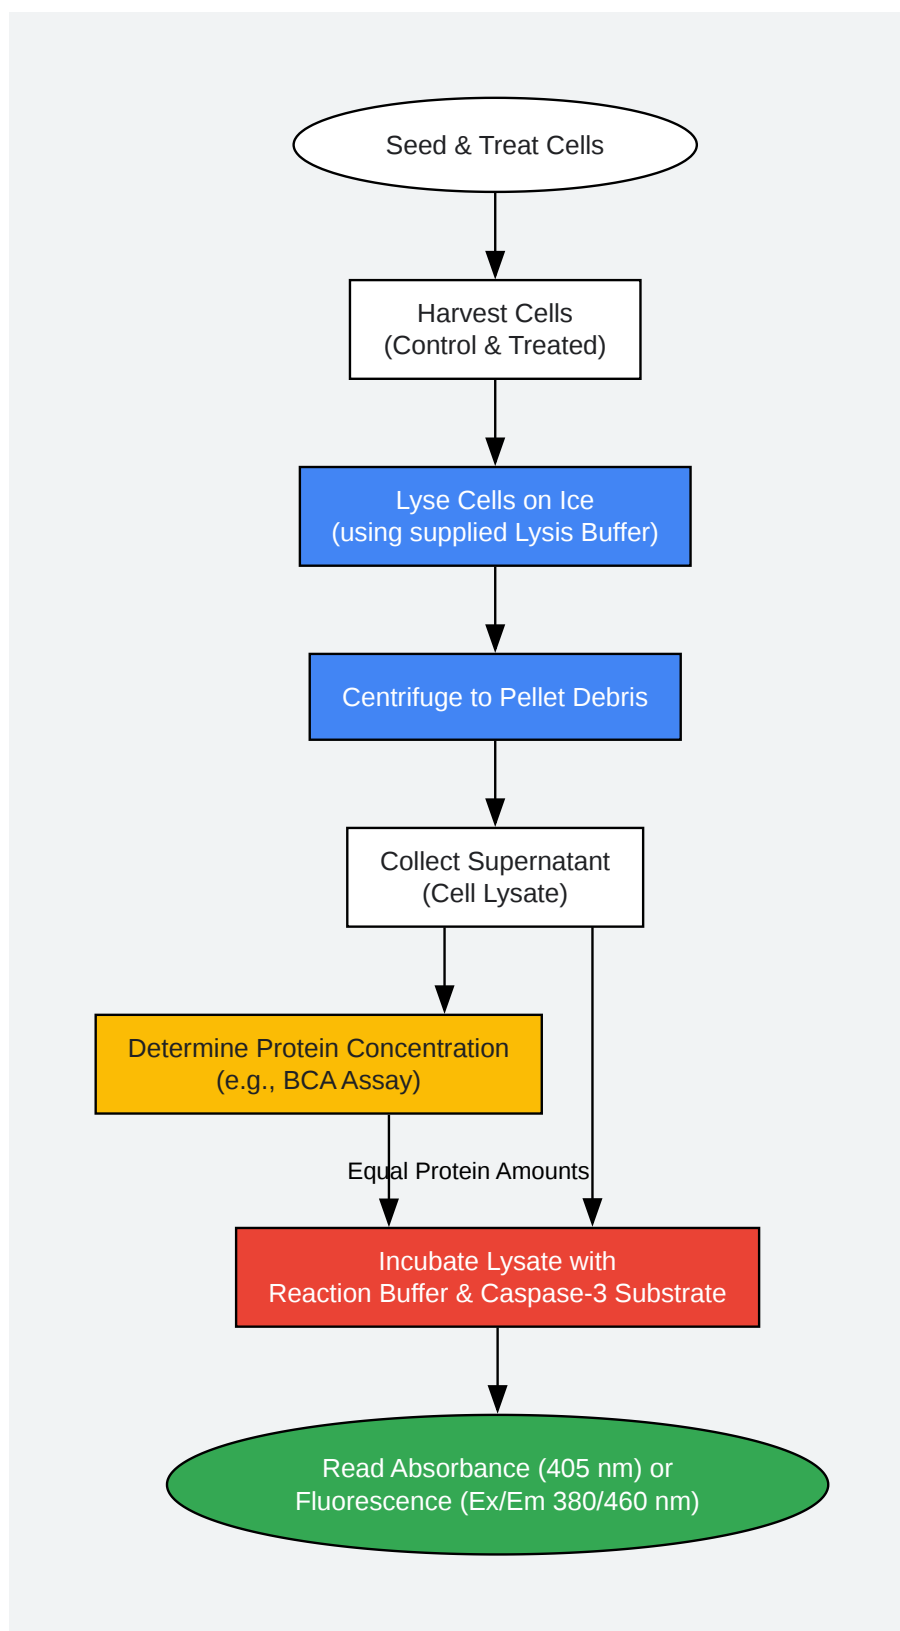 Seed & Treat Cells
Harvest Cells
(Control & Treated)
Lyse Cells on Ice
(using supplied Lysis Buffer)
Centrifuge to Pellet Debris
Collect Supernatant
(Cell Lysate)
Determine Protein Concentration
(e.g., BCA Assay)
Equal Protein Amounts
Incubate Lysate with
Reaction Buffer & Caspase-3 Substrate
Read Absorbance (405 nm) or
Fluorescence (Ex/Em 380/460 nm)